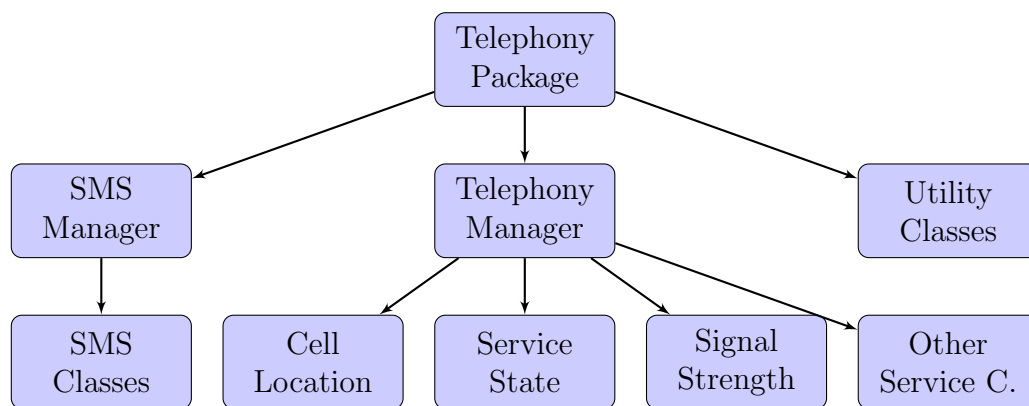 Telephony
Package
SMS
Manager
Telephony
Manager
Utility
Classes
SMS
Classes
Cell
Location
Service
State
Signal
Strength
Other
Service C.